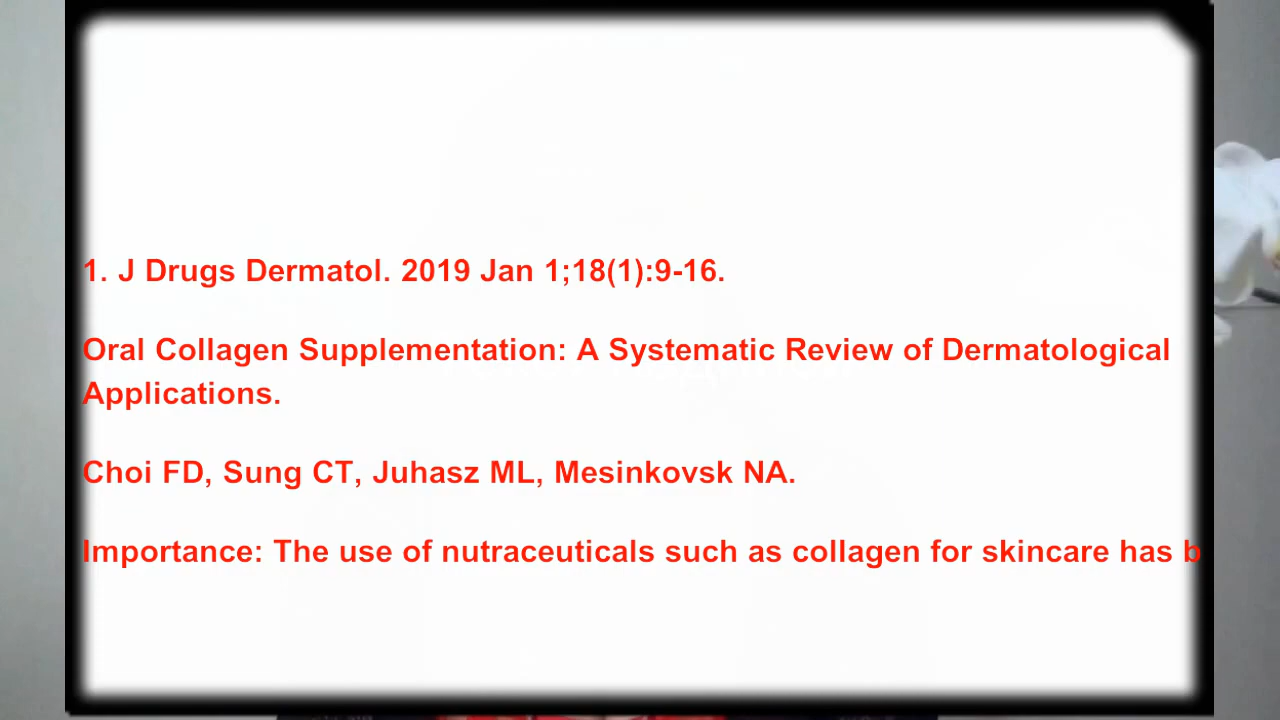 1. J Drugs Dermatol. 2019 Jan 1;18(1):9-16.
Oral Collagen Supplementation: A Systematic Review of Dermatological
Applications.
Choi FD, Sung CT, Juhasz ML, Mesinkovsk NA.
Importance: The use of nutraceuticals such as collagen for skincare has b